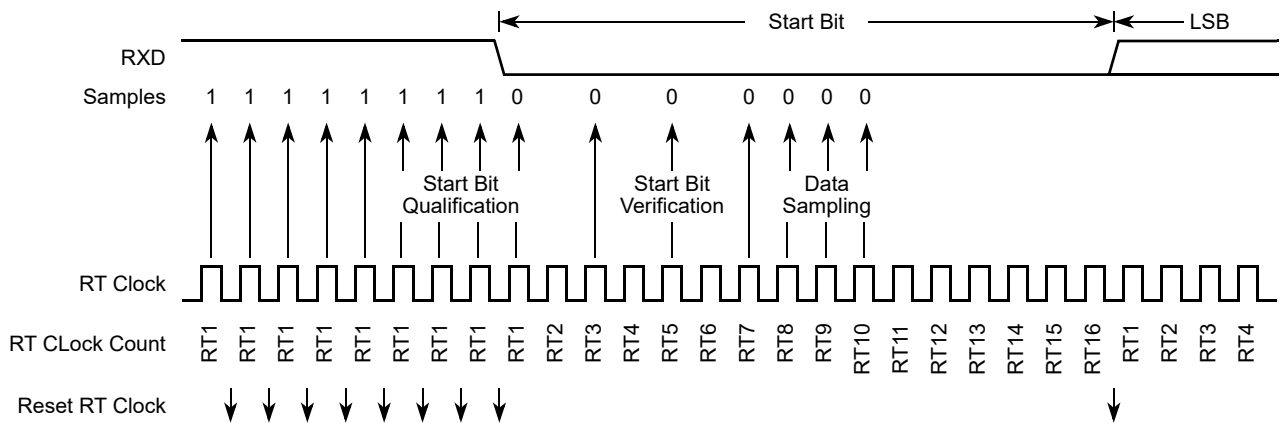 Start Bit LSB
RXD
Samples 1 1 1 1 1 1 1 1 0 0 0 0 0 0 0
Start Bit Qualification
Start Bit Verification
Data Sampling
RT Clock
RT CLock Count RT1 RT1 RT1 RT1 RT1 RT1 RT1 RT1 RT1 RT2 RT3 RT4 RT5 RT6 RT7 RT8 RT9 RT10 RT11 RT12 RT13 RT14 RT15 RT16 RT1 RT2 RT3 RT4
Reset RT Clock